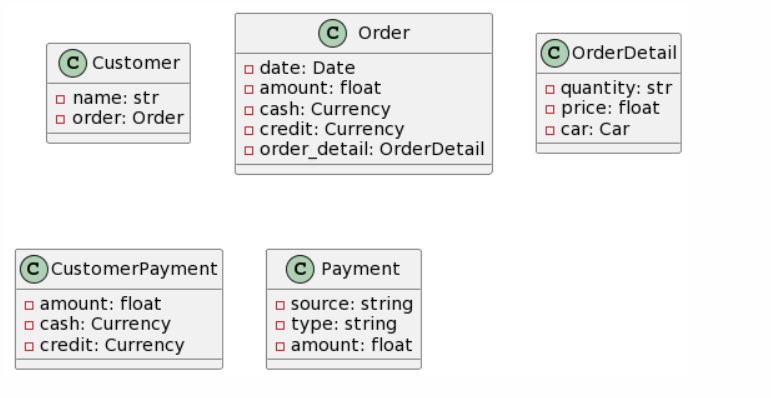 C Customer
name: str
order: Order
C Order
date: Date
amount: float
cash: Currency
credit: Currency
order_detail: OrderDetail
C OrderDetail
quantity: str
price: float
car: Car
C CustomerPayment
amount: float
cash: Currency
credit: Currency
C Payment
source: string
type: string
amount: float